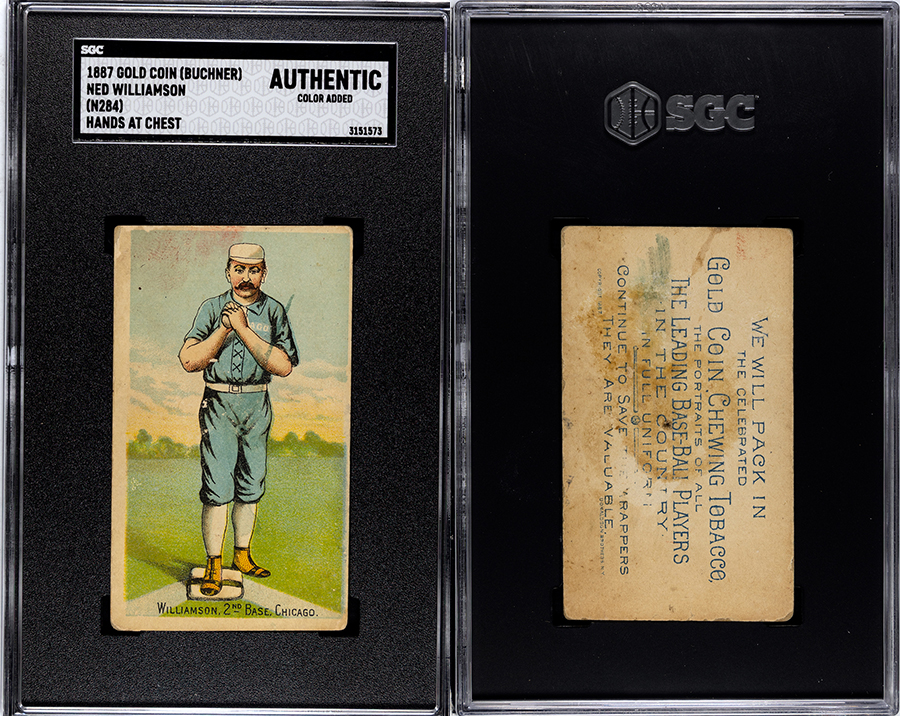 SGC
1887 GOLD COIN (BUCHNER)
NED WILLIAMSON
(N284)
HANDS AT CHEST
AUTHENTIC
COLOR ADDED
3151573
WILLIAMSON, 2ND BASE, CHICAGO.
SGC
WE WILL PACK IN
THE CELEBRATED
GOLD COIN CHEWING TOBACCO,
THE PORTRAITS OF ALL
THE LEADING BASE-BALL PLAYERS
IN THE COUNTRY
IN FULL UNIFORM
CONTINUE TO SAVE WRAPPERS
THEY ARE VALUABLE.